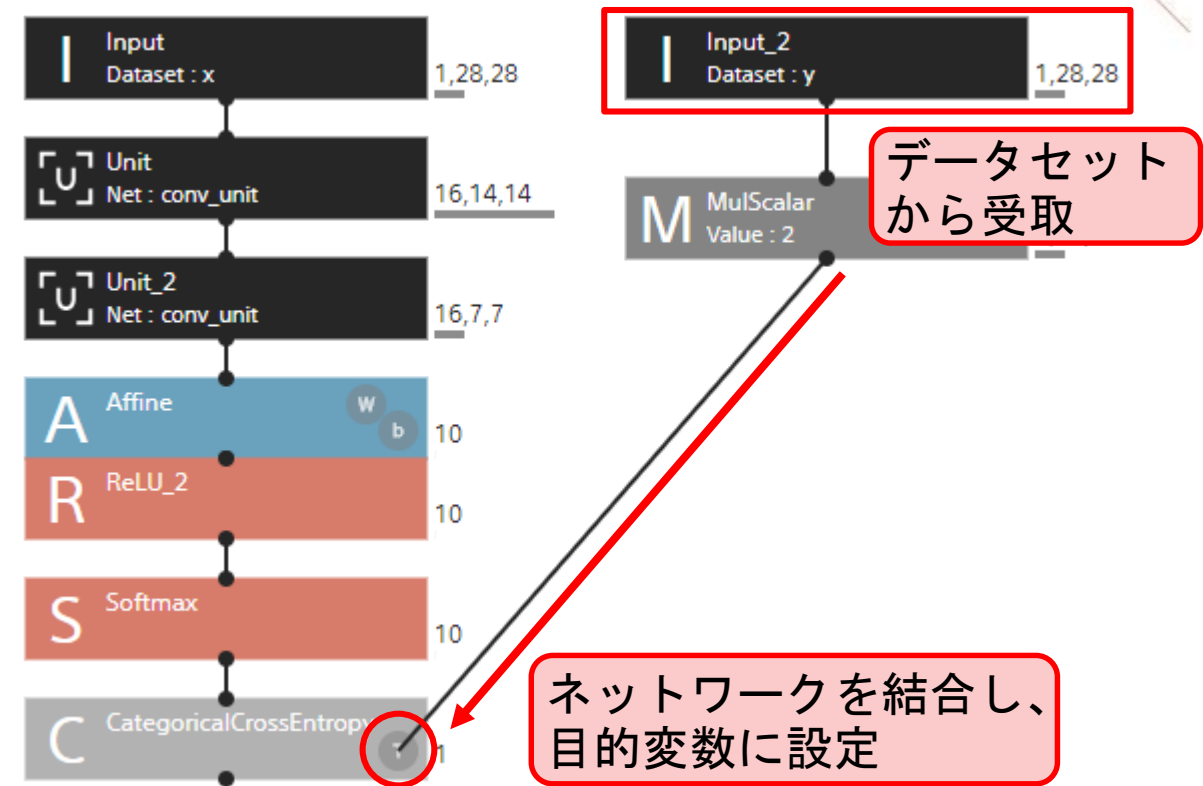 I
Input
Dataset : x
1,28,28
U
Unit
Net : conv_unit
16,14,14
U
Unit_2
Net : conv_unit
16,7,7
A
Affine
W
b
10
R
ReLU_2
10
S
Softmax
10
C
CategoricalCrossEntropy
T
1
I
Input_2
Dataset : y
1,28,28
M
MulScalar
Value : 2
データセット
から受取
ネットワークを結合し、
目的変数に設定